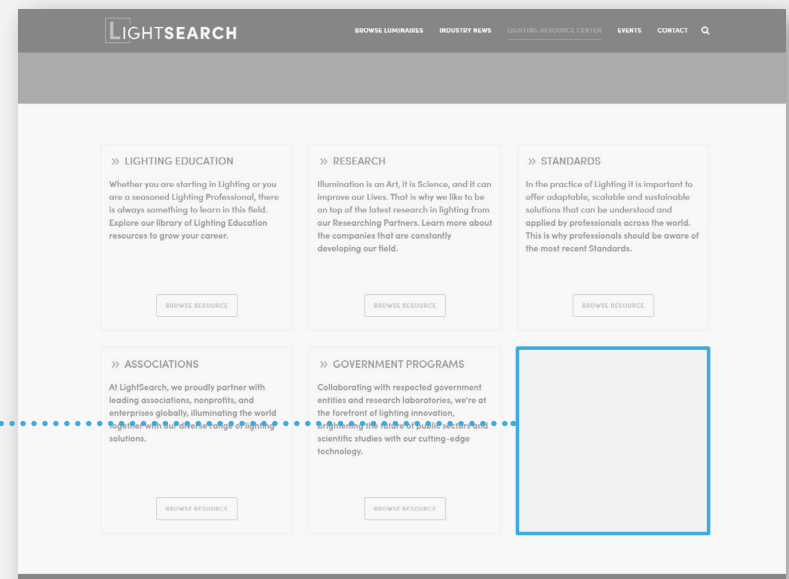 LIGHTSEARCH
BROWSE LUMINAIRES INDUSTRY NEWS LIGHTING RESOURCE CENTER EVENTS CONTACT
» LIGHTING EDUCATION
Whether you are starting in Lighting or you
are a seasoned Lighting Professional, there
is always something to learn in this field.
Explore our library of Lighting Education
resources to grow your career.
BROWSE RESOURCE
» RESEARCH
Illumination is an Art, it is Science, and it can
improve our Lives. That is why we like to be
on top of the latest research in lighting from
our Researching Partners. Learn more about
the companies that are constantly
developing our field.
BROWSE RESOURCE
» STANDARDS
In the practice of Lighting it is important to
offer adaptable, scalable and sustainable
solutions that can be understood and
applied by professionals across the world.
This is why professionals should be aware of
the most recent Standards.
BROWSE RESOURCE
» ASSOCIATIONS
At LightSearch, we proudly partner with
leading associations, nonprofits, and
enterprises globally, illuminating the world
together with our diverse range of lighting
solutions.
BROWSE RESOURCE
» GOVERNMENT PROGRAMS
Collaborating with respected government
entities and research laboratories, we're at
the forefront of lighting innovation,
brightening the future of public sectors and
scientific studies with our cutting-edge
technology.
BROWSE RESOURCE